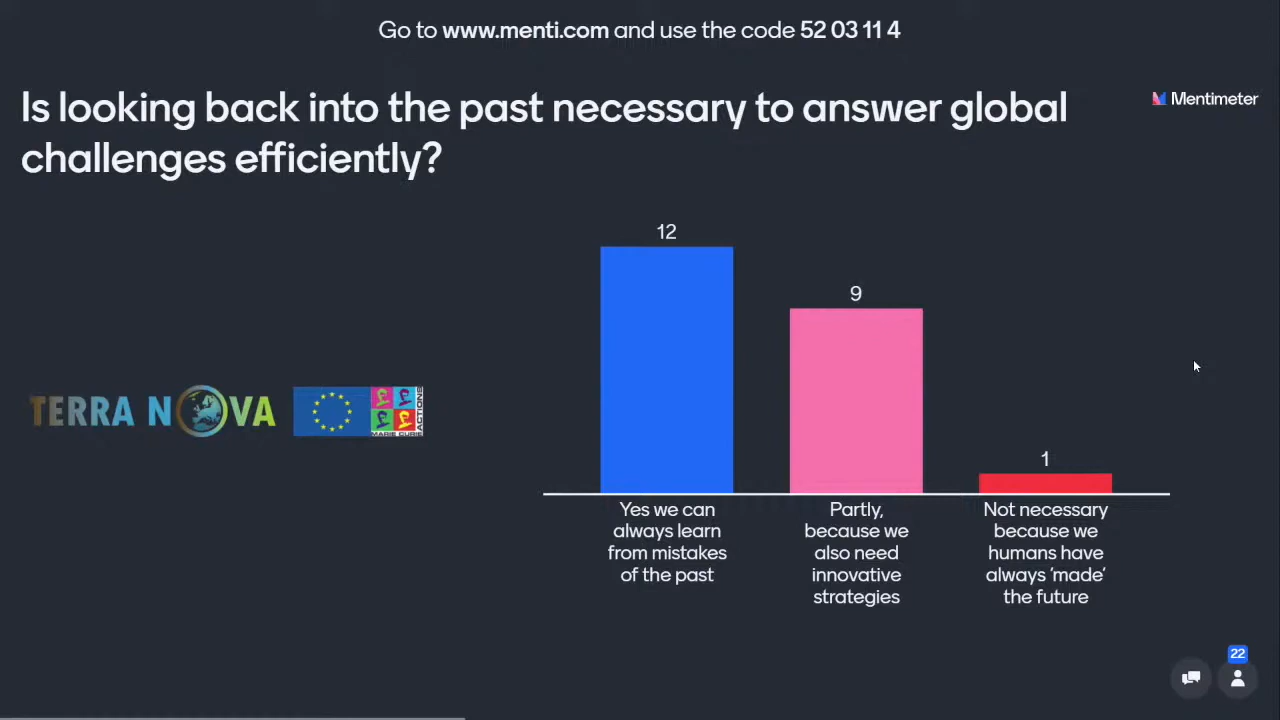 Go to www.menti.com and use the code 52 03 11 4
Is looking back into the past necessary to answer global
challenges efficiently?
Mentimeter
12
9
1
TERRA NOVA
MARIE CURIE
ACTIONS
Yes we can
always learn
from mistakes
of the past
Partly,
because we
also need
innovative
strategies
Not necessary
because we
humans have
always 'made'
the future
22